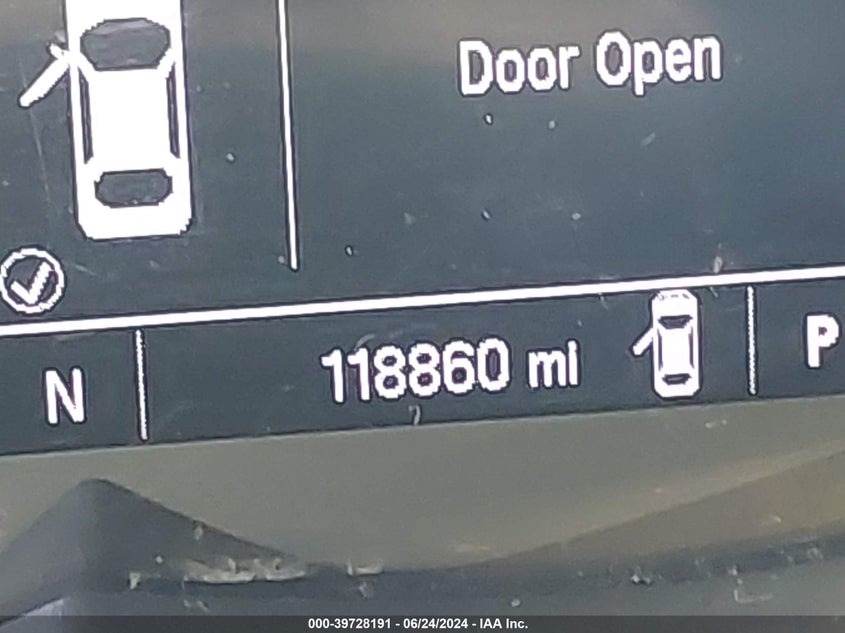 Door Open
N 118860 mi P
000-39728191 - 06/24/2024 - IAA Inc.